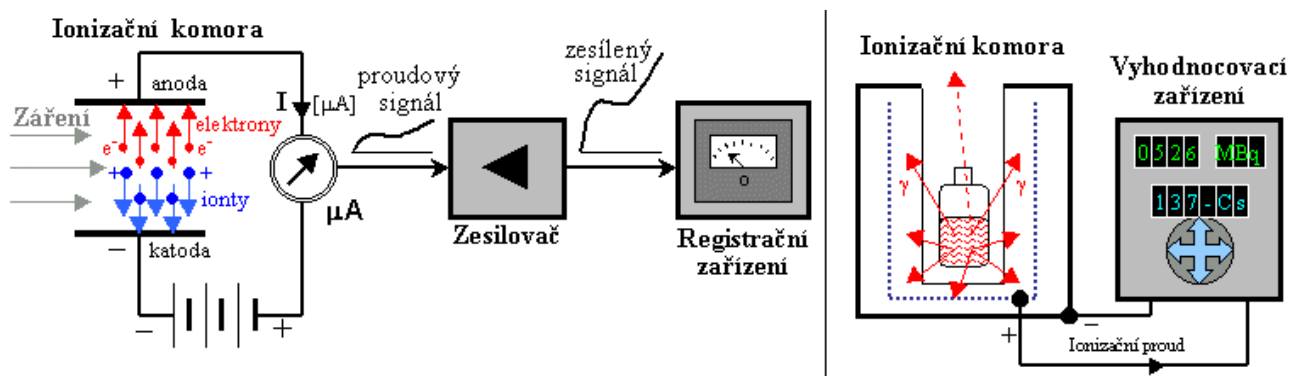 Ionizační komora
+
anoda
Záření
elektrony
e-
e-
+
+
ionty
−
katoda
−
+
I
[µA]
µA
proudový
signál
Zesilovač
zesílený
signál
0
Registrační
zařízení
Ionizační komora
γ
γ
+
−
Ionizační proud
Vyhodnocovací
zařízení
0526 MBq
137-Cs